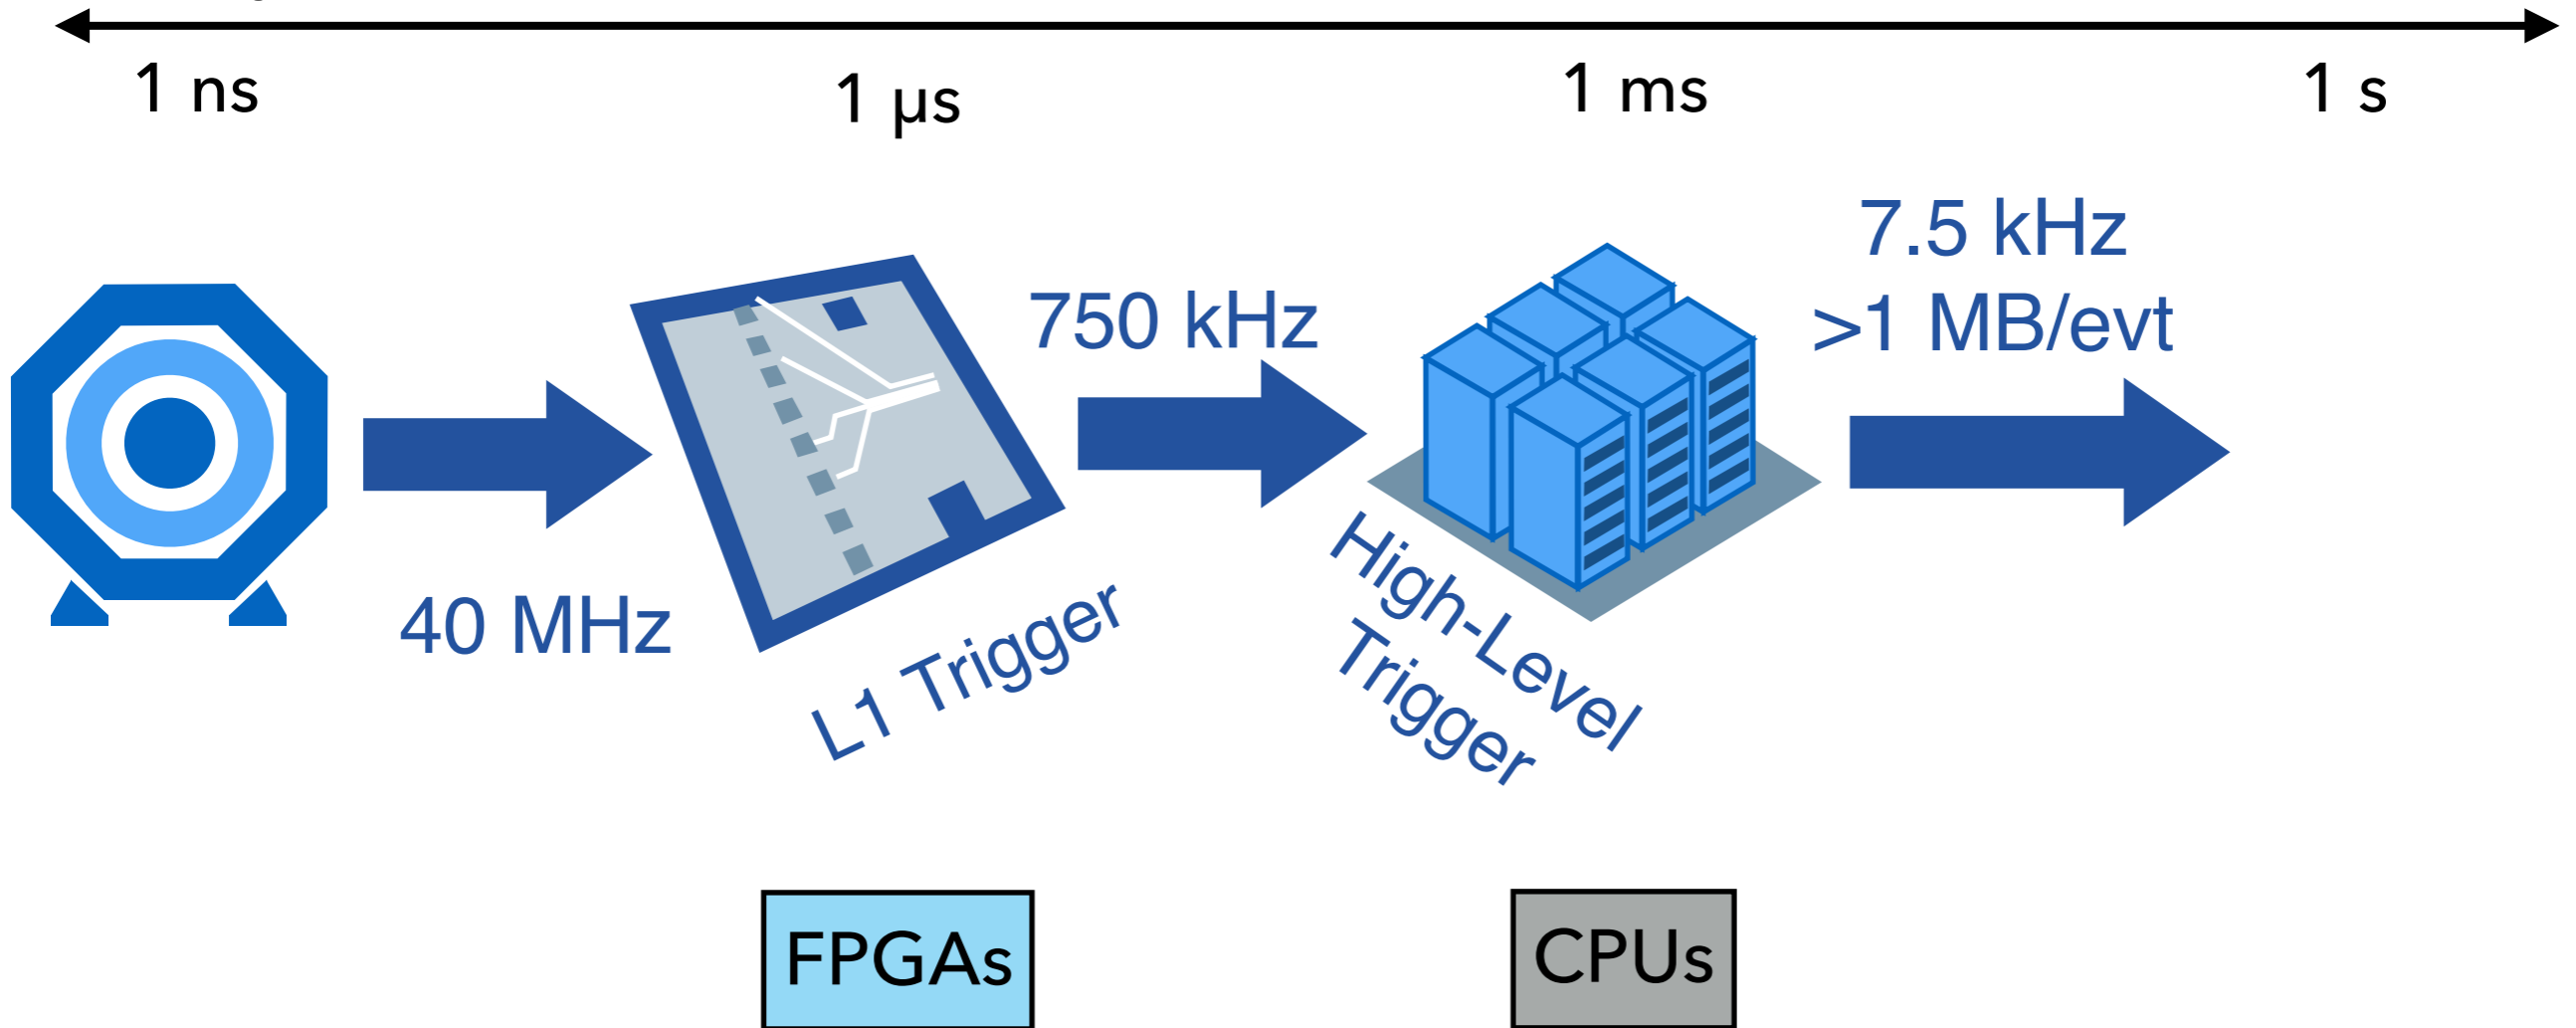 1 ns
1 µs
1 ms
1 s
40 MHz
L1 Trigger
750 kHz
High-Level
Trigger
7.5 kHz
>1 MB/evt
FPGAs
CPUs